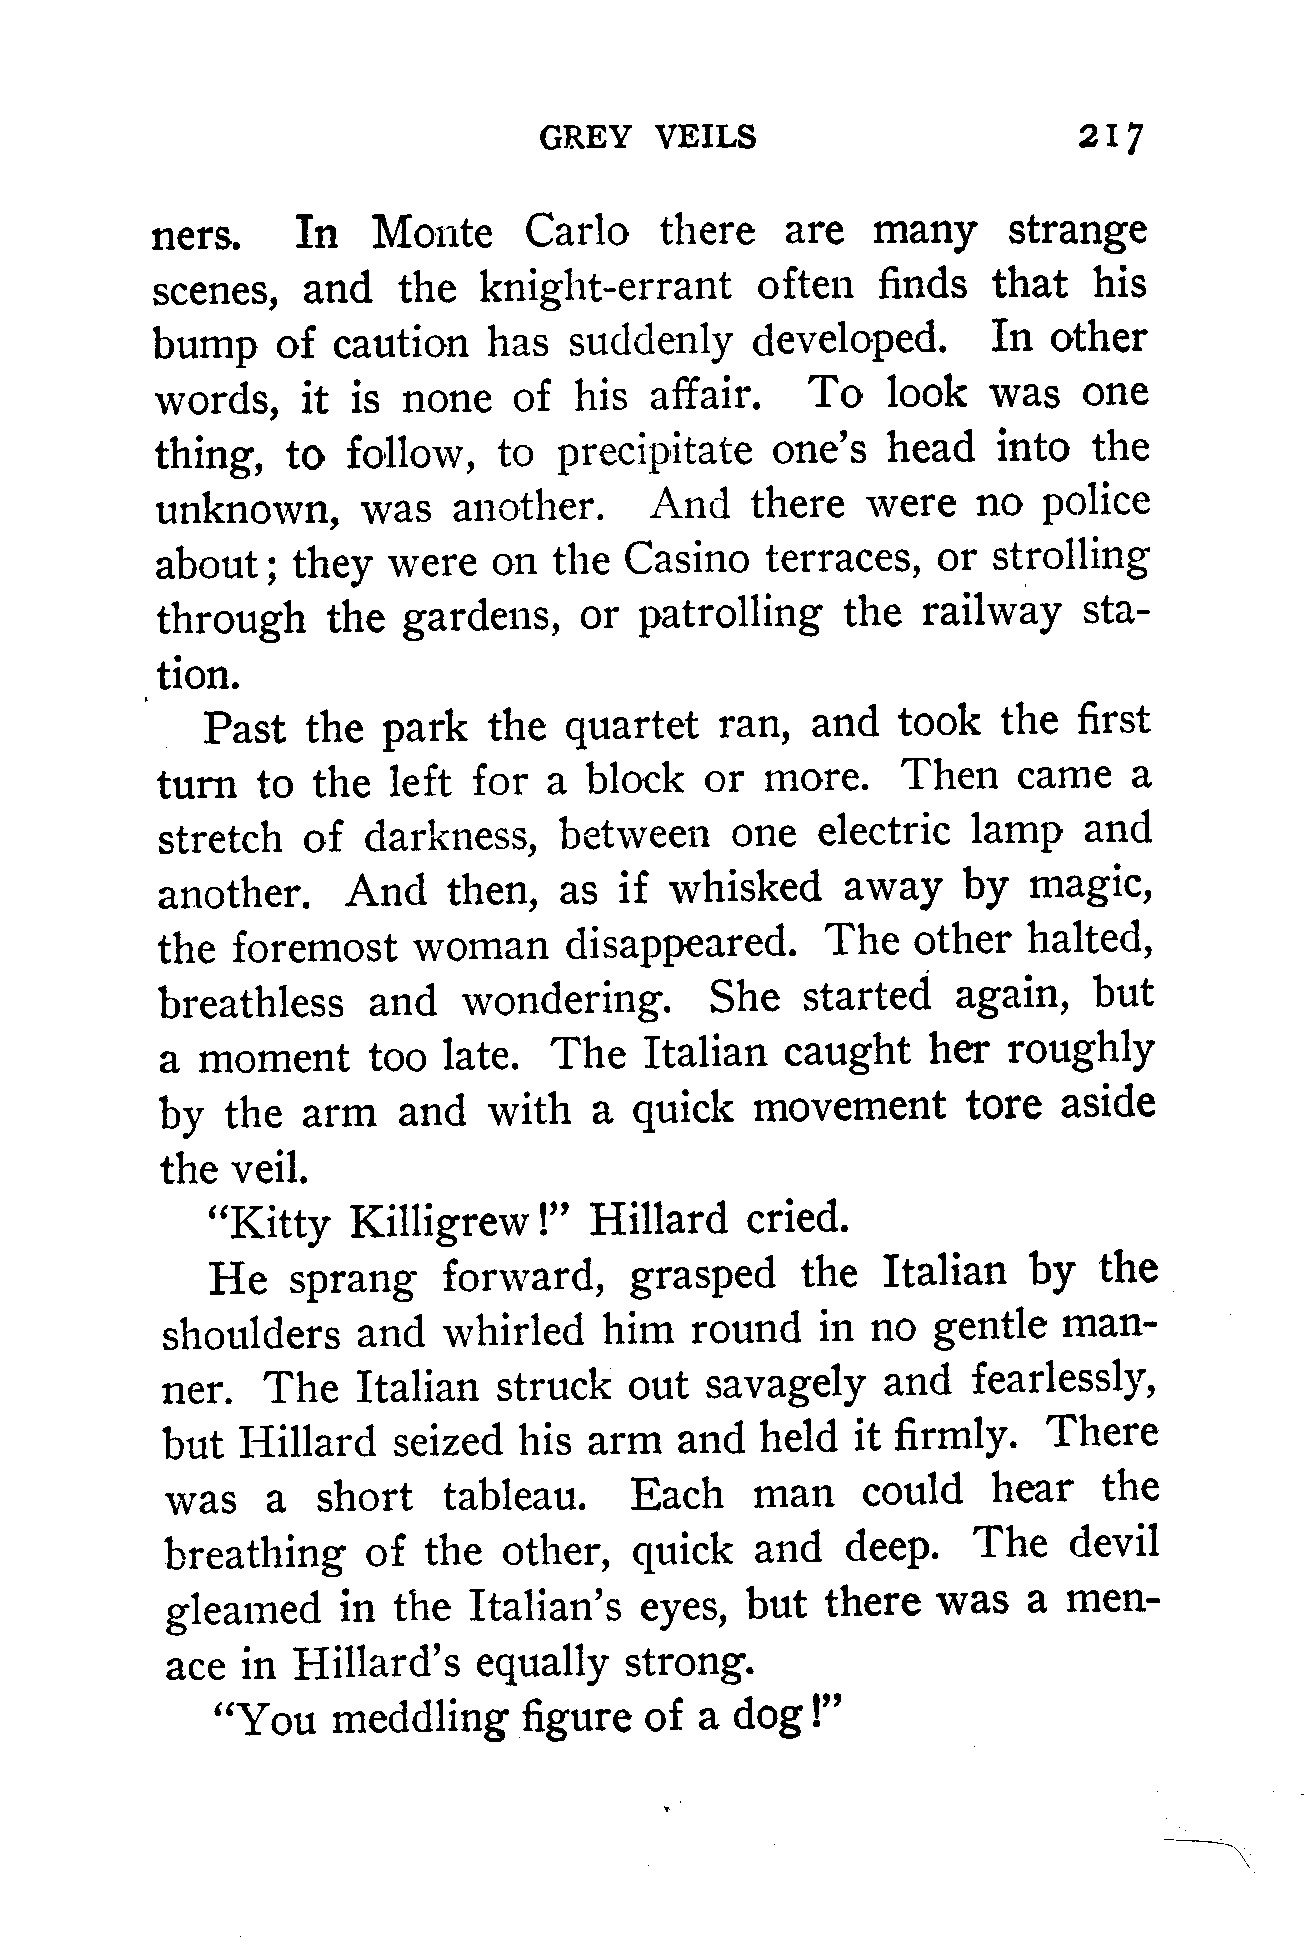 GREY VEILS 217
ners. In Monte Carlo there are many strange
scenes, and the knight-errant often finds that his
bump of caution has suddenly developed. In other
words, it is none of his affair. To look was one
thing, to follow, to precipitate one's head into the
unknown, was another. And there were no police
about; they were on the Casino terraces, or strolling
through the gardens, or patrolling the railway sta-
tion.
Past the park the quartet ran, and took the first
turn to the left for a block or more. Then came a
stretch of darkness, between one electric lamp and
another. And then, as if whisked away by magic,
the foremost woman disappeared. The other halted,
breathless and wondering. She started again, but
a moment too late. The Italian caught her roughly
by the arm and with a quick movement tore aside
the veil.
"Kitty Killigrew!" Hillard cried.
He sprang forward, grasped the Italian by the
shoulders and whirled him round in no gentle man-
ner. The Italian struck out savagely and fearlessly,
but Hillard seized his arm and held it firmly. There
was a short tableau. Each man could hear the
breathing of the other, quick and deep. The devil
gleamed in the Italian's eyes, but there was a men-
ace in Hillard's equally strong.
"You meddling figure of a dog!"